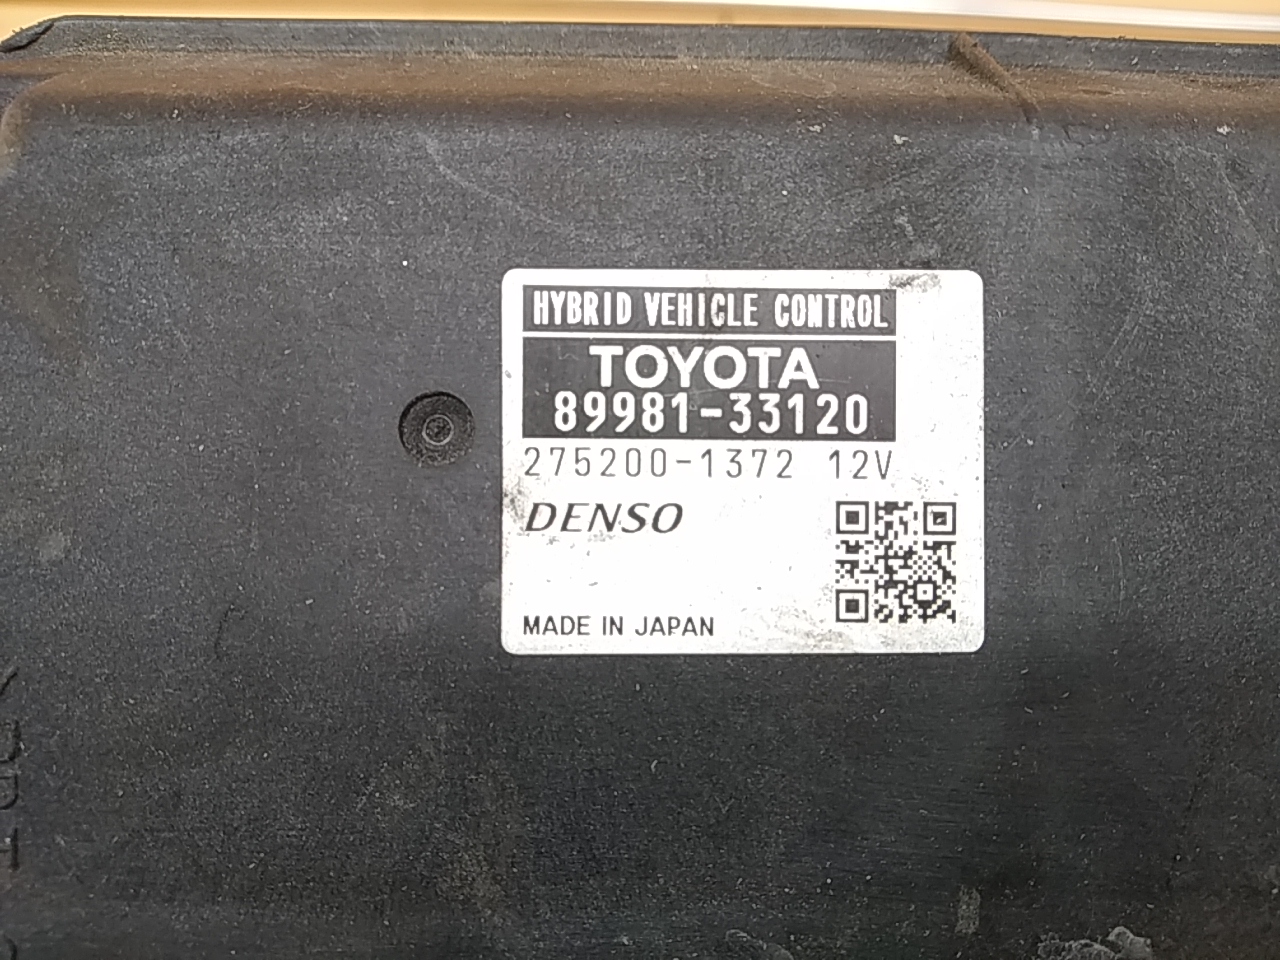 HYBRID VEHICLE CONTROL
TOYOTA
89981-33120
275200-1372 12V
DENSO
MADE IN JAPAN